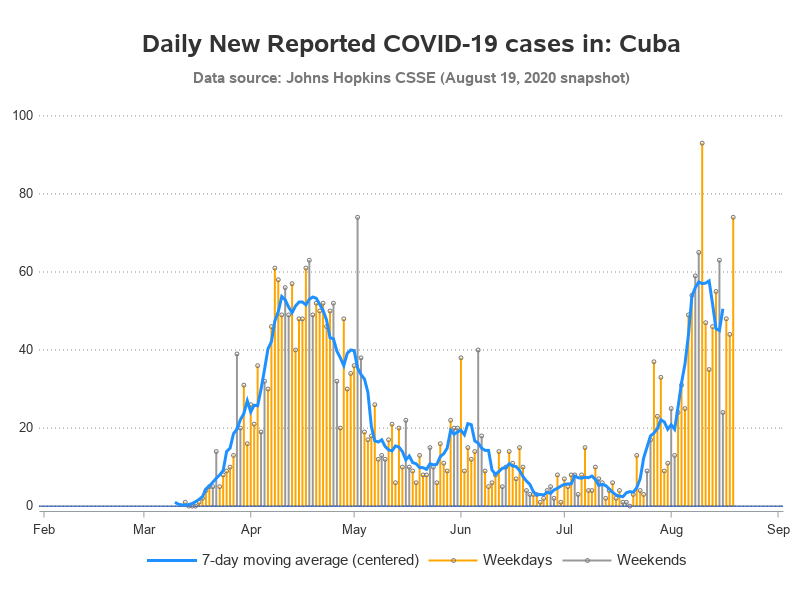 Daily New Reported COVID-19 cases in: Cuba
Data source: Johns Hopkins CSSE (August 19, 2020 snapshot)
100
80
60
40
20
0
Feb Mar Apr May Jun Jul Aug Sep
7-day moving average (centered) Weekdays Weekends